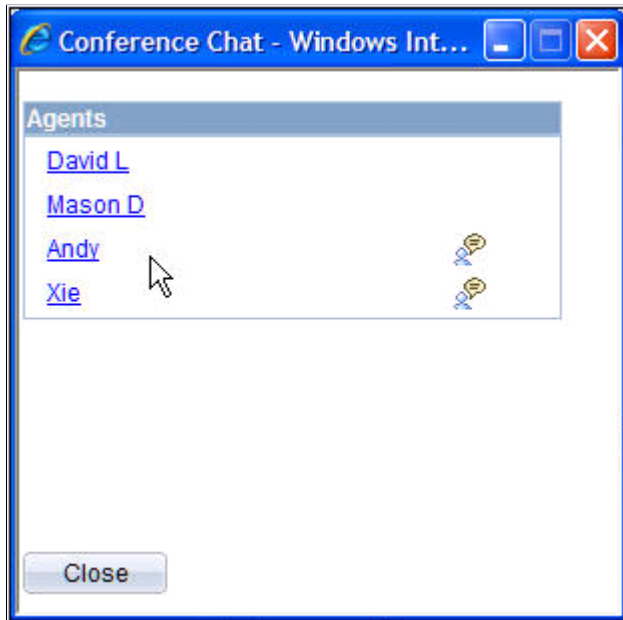 Conference Chat - Windows Int...
Agents
David L
Mason D
Andy
Xie
Close